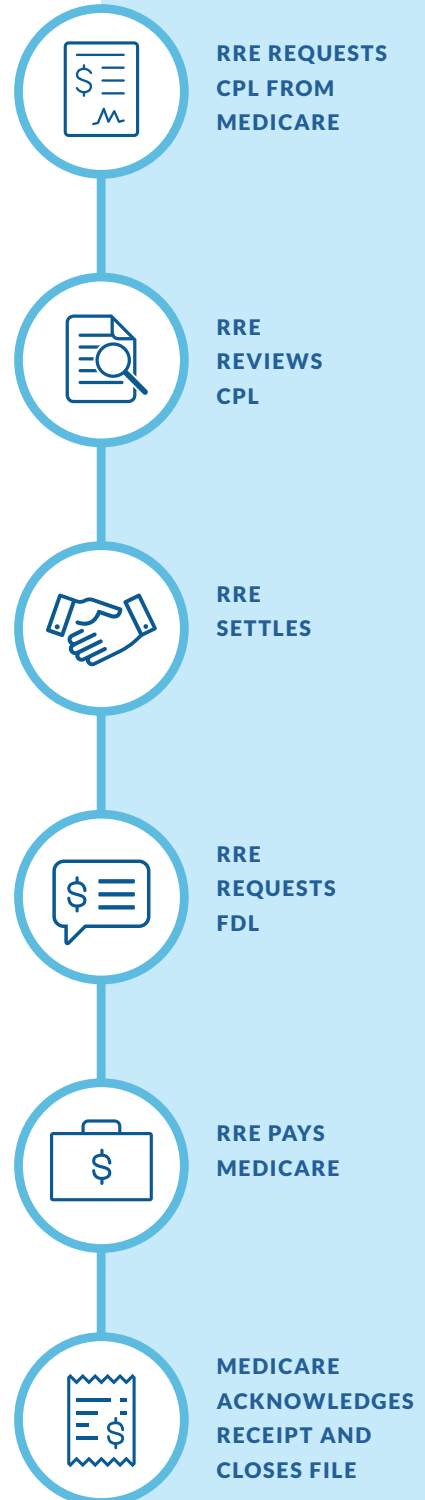 $
RRE REQUESTS
CPL FROM
MEDICARE
RRE
REVIEWS
CPL
RRE
SETTLES
$
RRE
REQUESTS
FDL
$
RRE PAYS
MEDICARE
$
MEDICARE
ACKNOWLEDGES
RECEIPT AND
CLOSES FILE